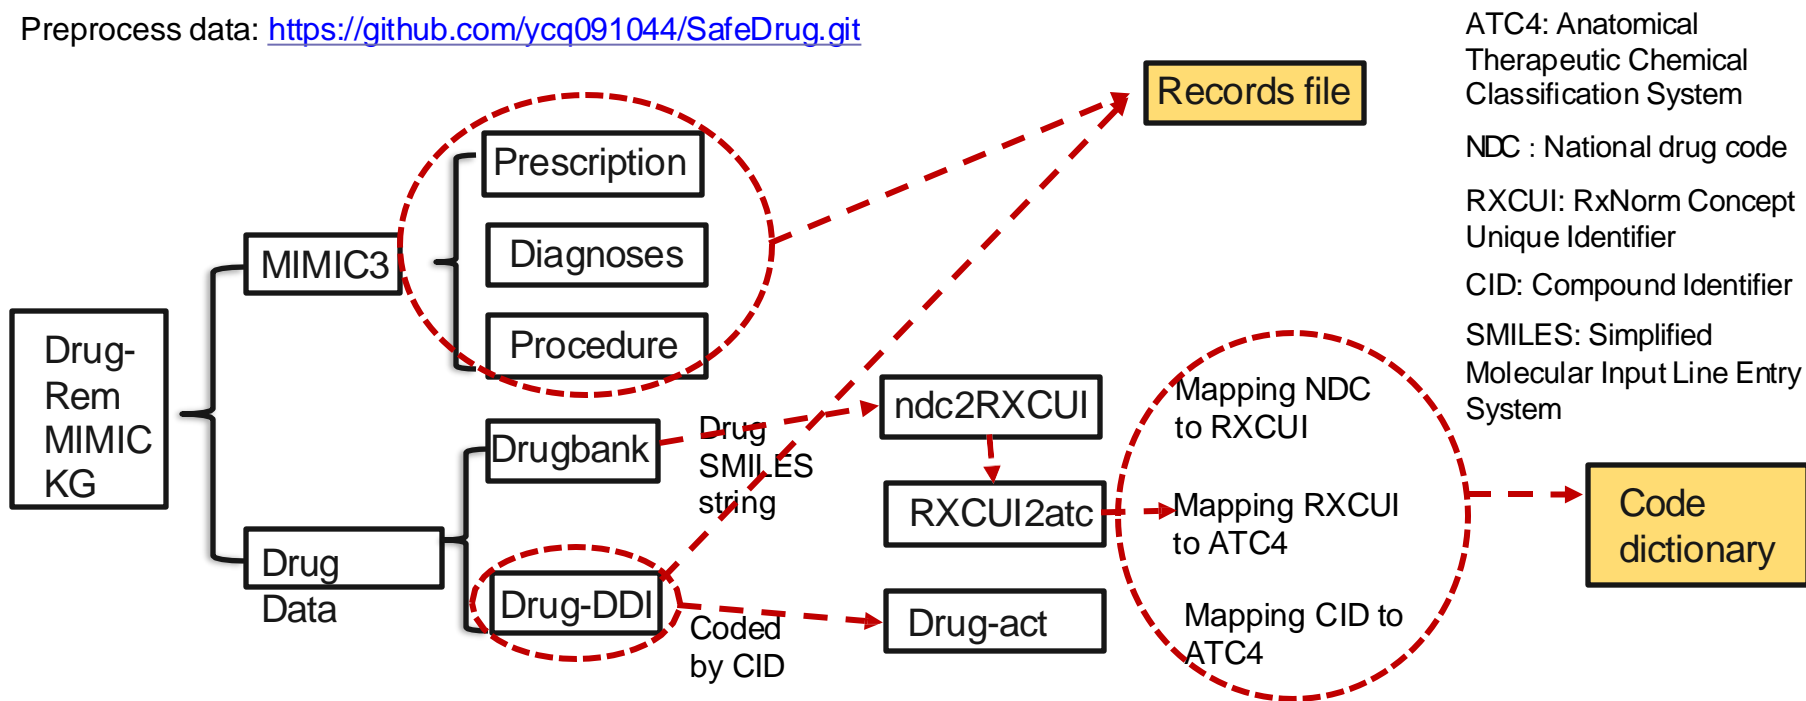 Preprocess data: https://github.com/ycq091044/SafeDrug.git
ATC4: Anatomical
Therapeutic Chemical
Classification System
NDC : National drug code
RXCUI: RxNorm Concept
Unique Identifier
CID: Compound Identifier
SMILES: Simplified
Molecular Input Line Entry
System
Records file
Prescription
MIMIC3
Diagnoses
Procedure
Drug-
Rem
MIMIC
KG
Drugbank
Drug
SMILES
string
ndc2RXCUI
Mapping NDC
to RXCUI
RXCUI2atc
Mapping RXCUI
to ATC4
Code
dictionary
Drug
Data
Drug-DDI
Coded
by CID
Drug-act
Mapping CID to
ATC4